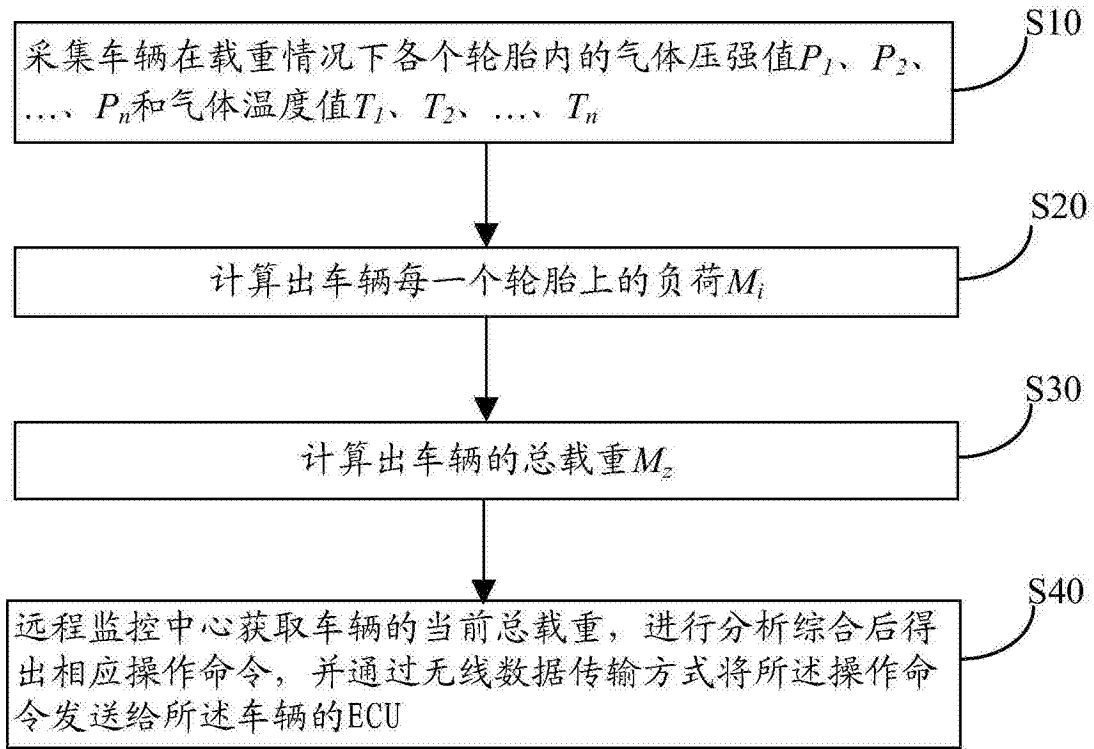 S10
采集车辆在载重情况下各个轮胎内的气体压强值P1、P2、
…、Pn和气体温度值T1、T2、…、Tn
S20
计算出车辆每一个轮胎上的负荷Mi
S30
计算出车辆的总载重Mz
S40
远程监控中心获取车辆的当前总载重，进行分析综合后得
出相应操作命令，并通过无线数据传输方式将所述操作命
令发送给所述车辆的ECU